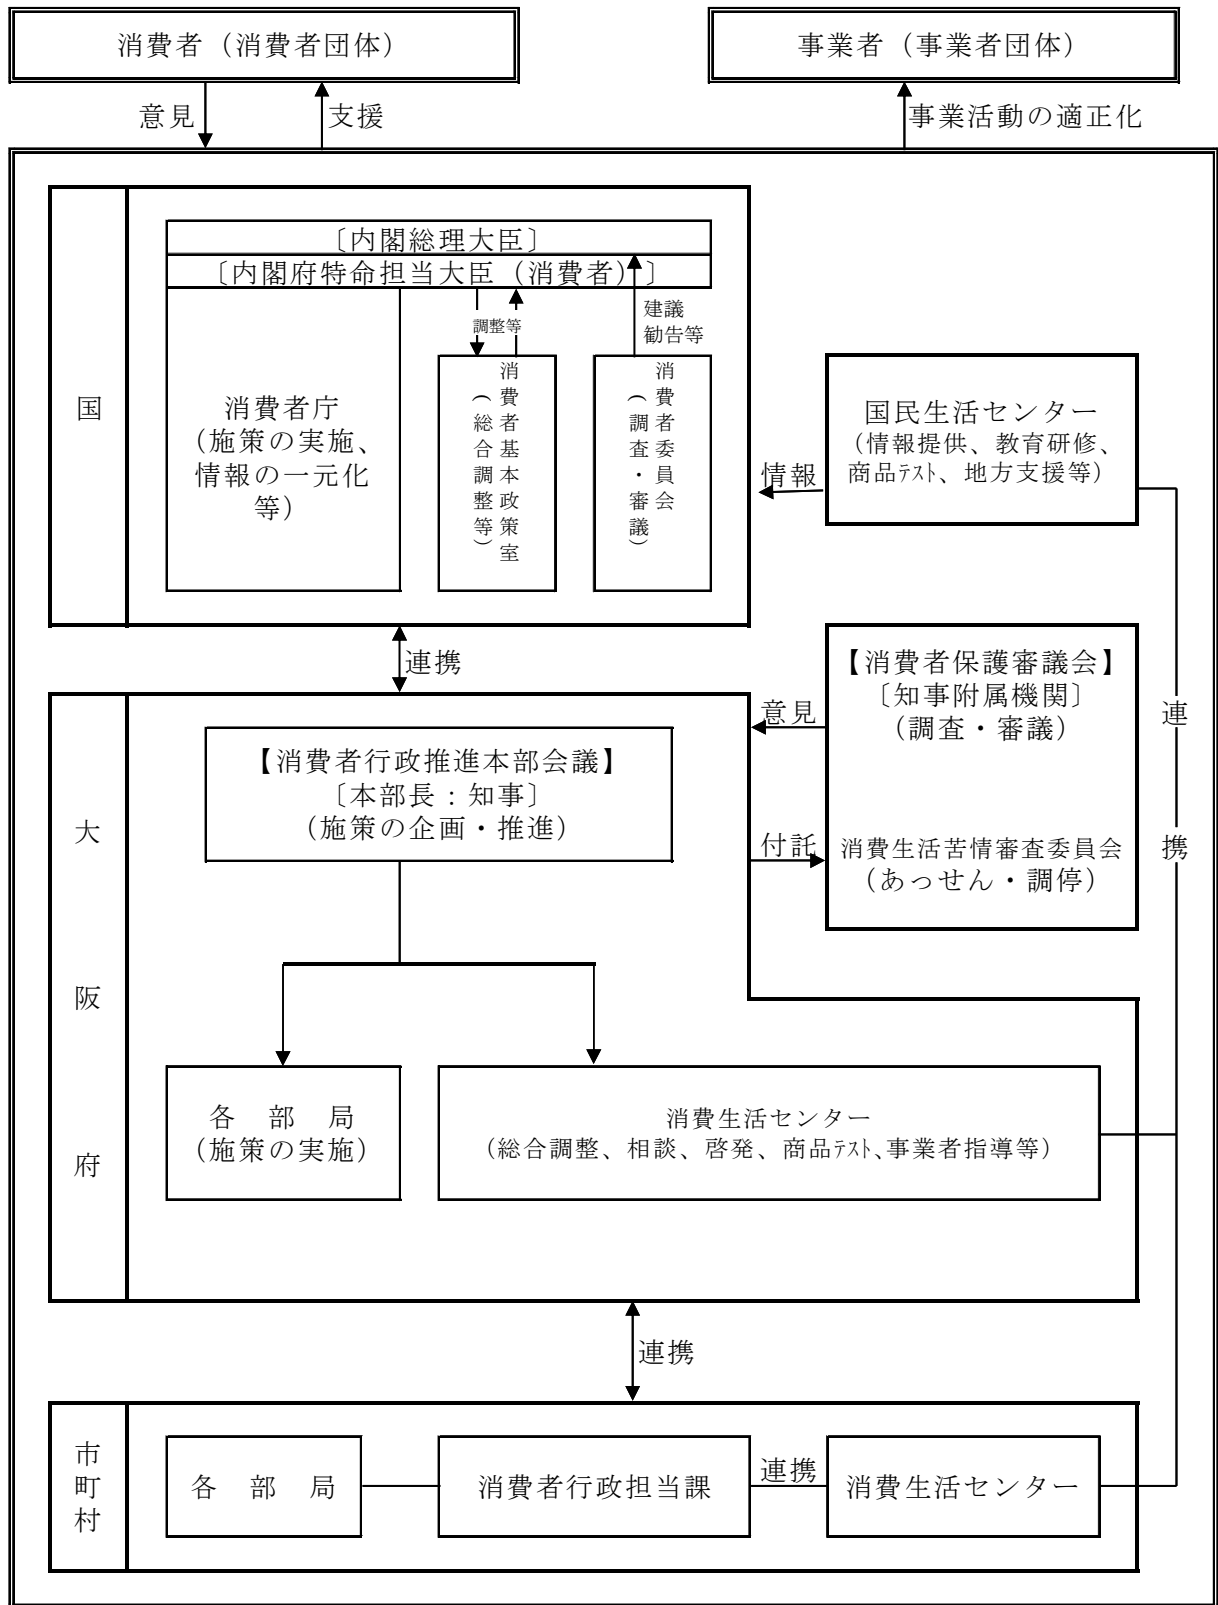 消費者（消費者団体）
事業者（事業者団体）
意見
支援
事業活動の適正化
国
〔内閣総理大臣〕
〔内閣府特命担当大臣（消費者）〕
調整等
建議
勧告等
消費者庁
（施策の実施、
情報の一元化
等）
消費者基本政策室
（総合調整等）
消費者委員会
（調査・審議）
情報
国民生活センター
（情報提供、教育研修、
商品ﾃｽﾄ、地方支援等）
連携
大阪府
【消費者行政推進本部会議】
〔本部長：知事〕
（施策の企画・推進）
意見
付託
【消費者保護審議会】
〔知事附属機関〕
（調査・審議）
消費生活苦情審査委員会
（あっせん・調停）
連携
各　部　局
（施策の実施）
消費生活センター
（総合調整、相談、啓発、商品ﾃｽﾄ、事業者指導等）
連携
市町村
各　部　局
消費者行政担当課
連携
消費生活センター